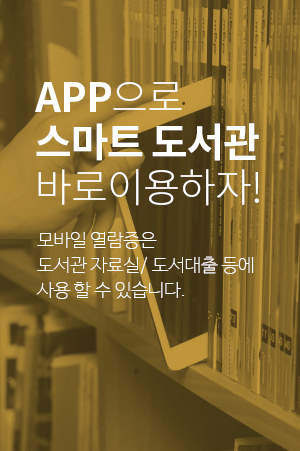 APP으로
스마트 도서관
바로이용하자!
모바일 열람증은
도서관 자료실/ 도서대출 등에
사용 할 수 있습니다.